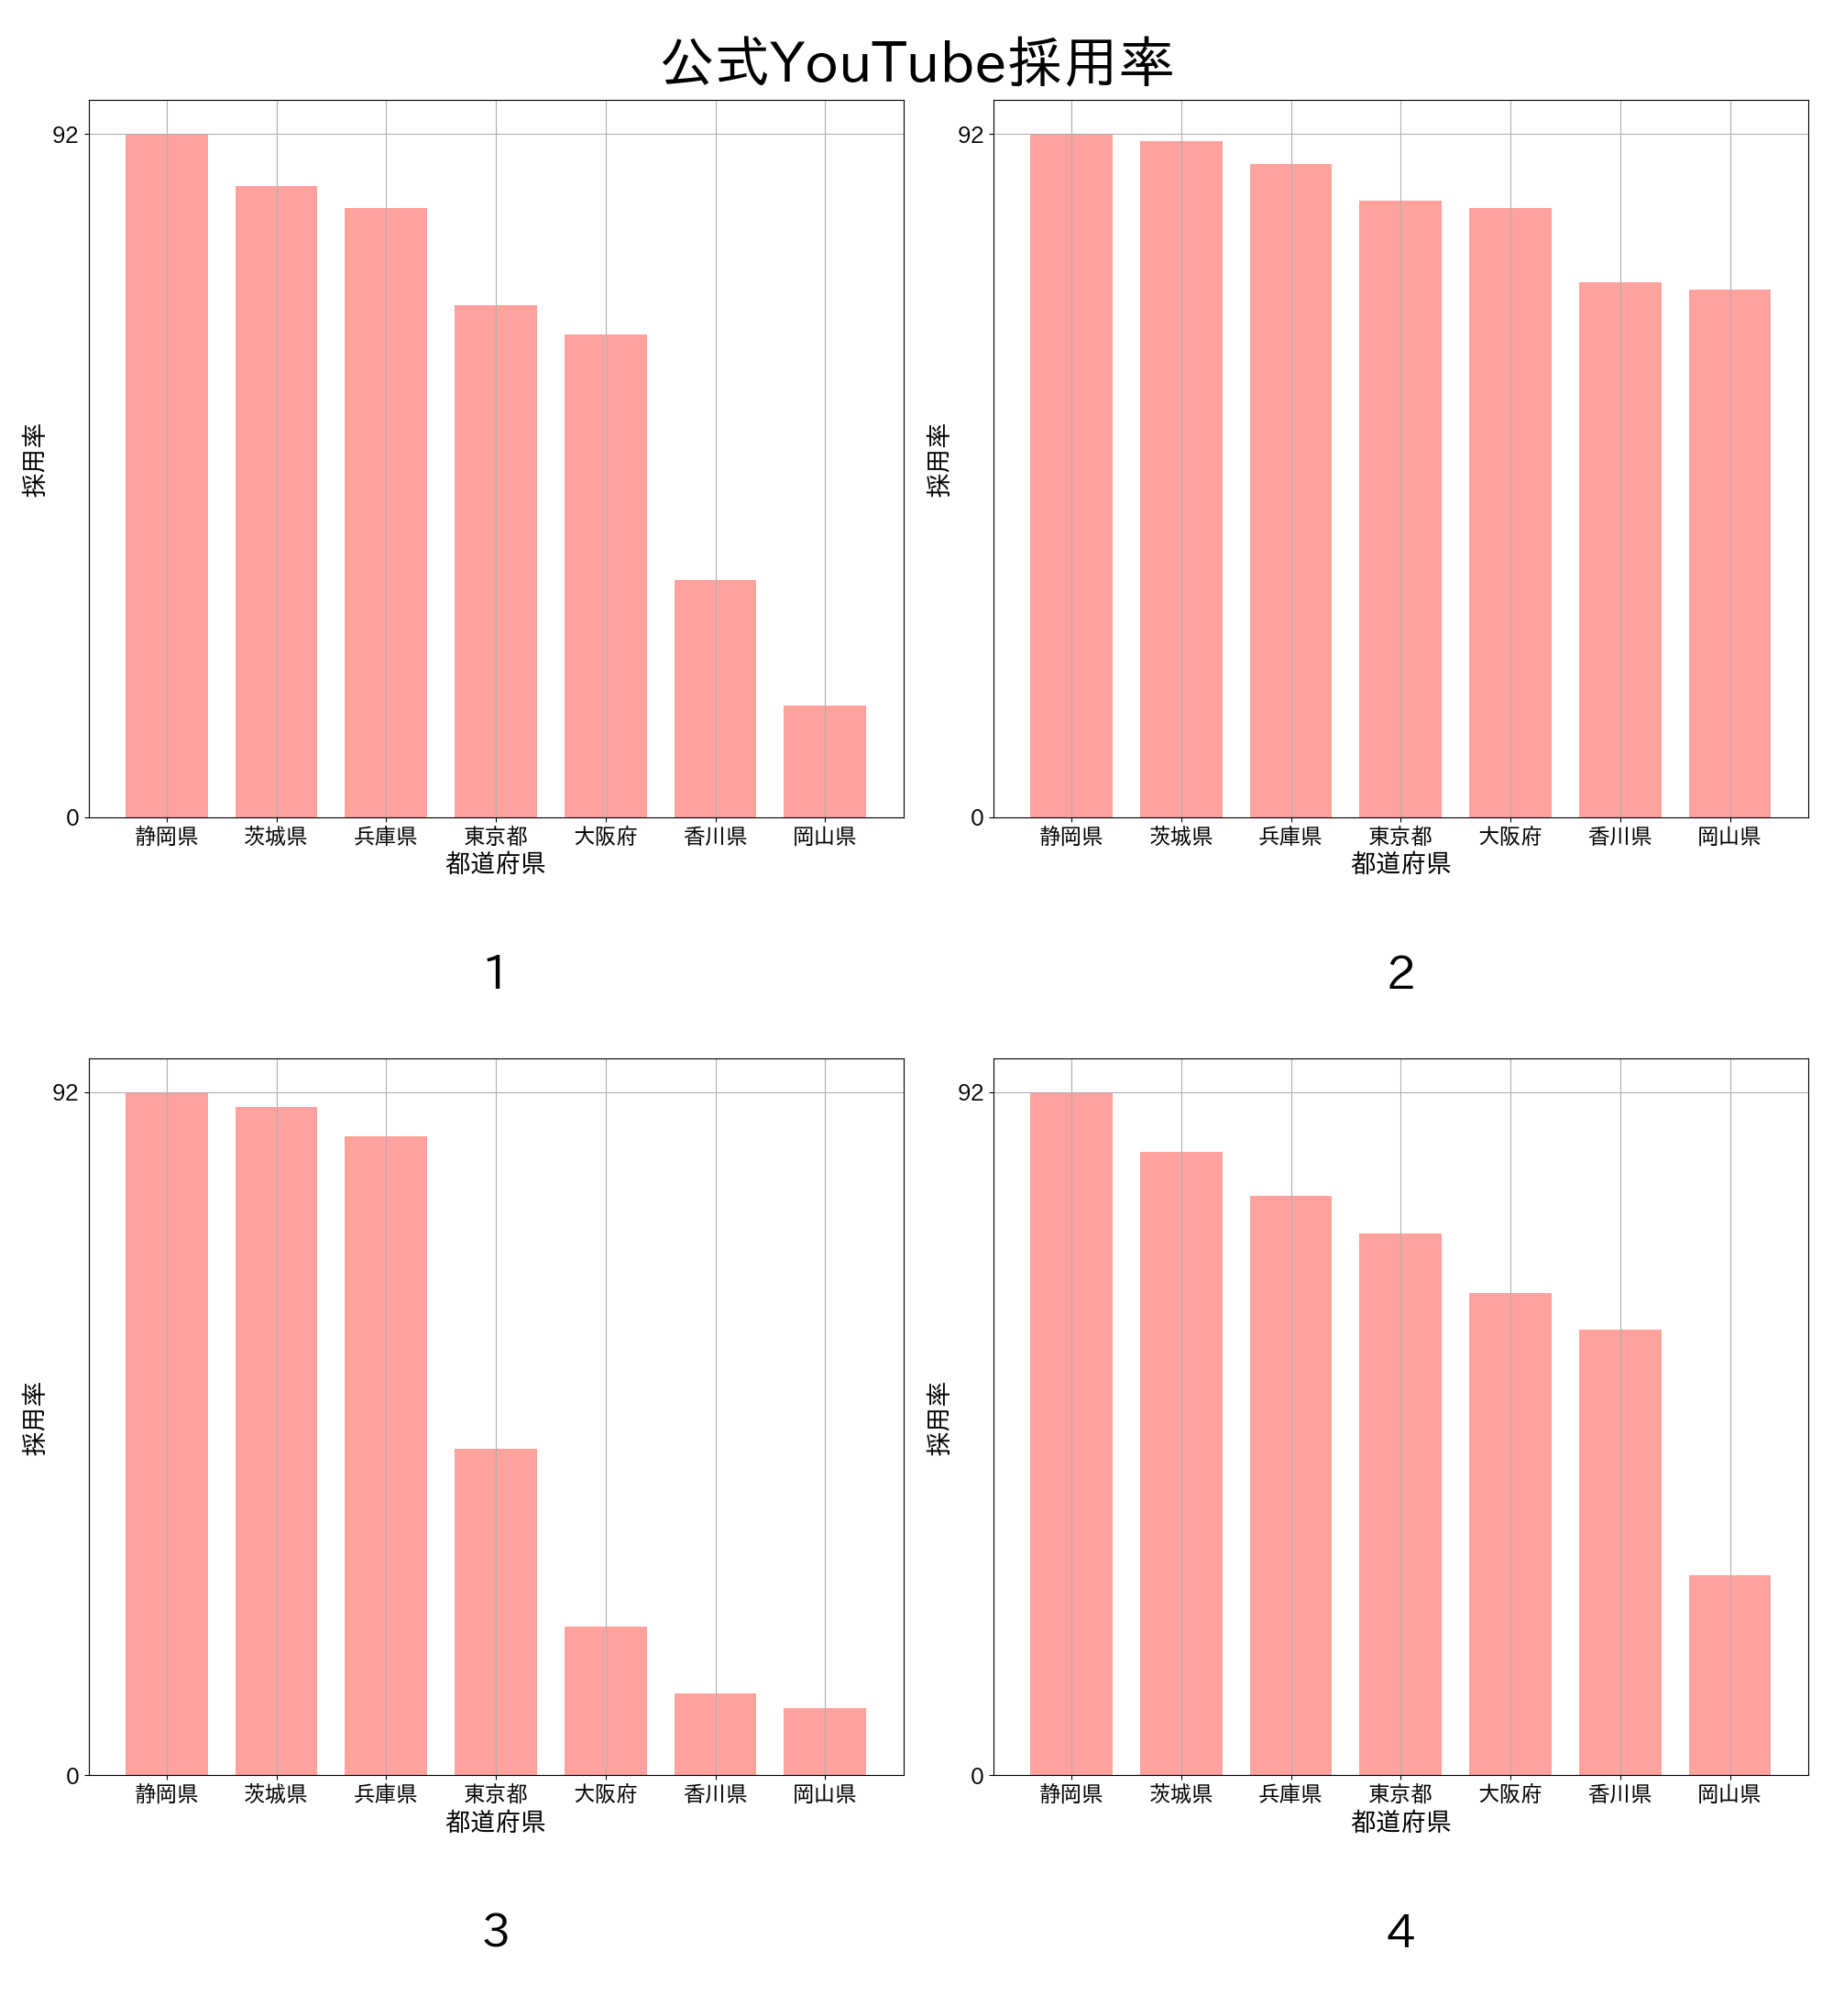 公式YouTube採用率
92
0
採用率
静岡県 茨城県 兵庫県 東京都 大阪府 香川県 岡山県
都道府県
1
92
0
採用率
静岡県 茨城県 兵庫県 東京都 大阪府 香川県 岡山県
都道府県
2
92
0
採用率
静岡県 茨城県 兵庫県 東京都 大阪府 香川県 岡山県
都道府県
3
92
0
採用率
静岡県 茨城県 兵庫県 東京都 大阪府 香川県 岡山県
都道府県
4